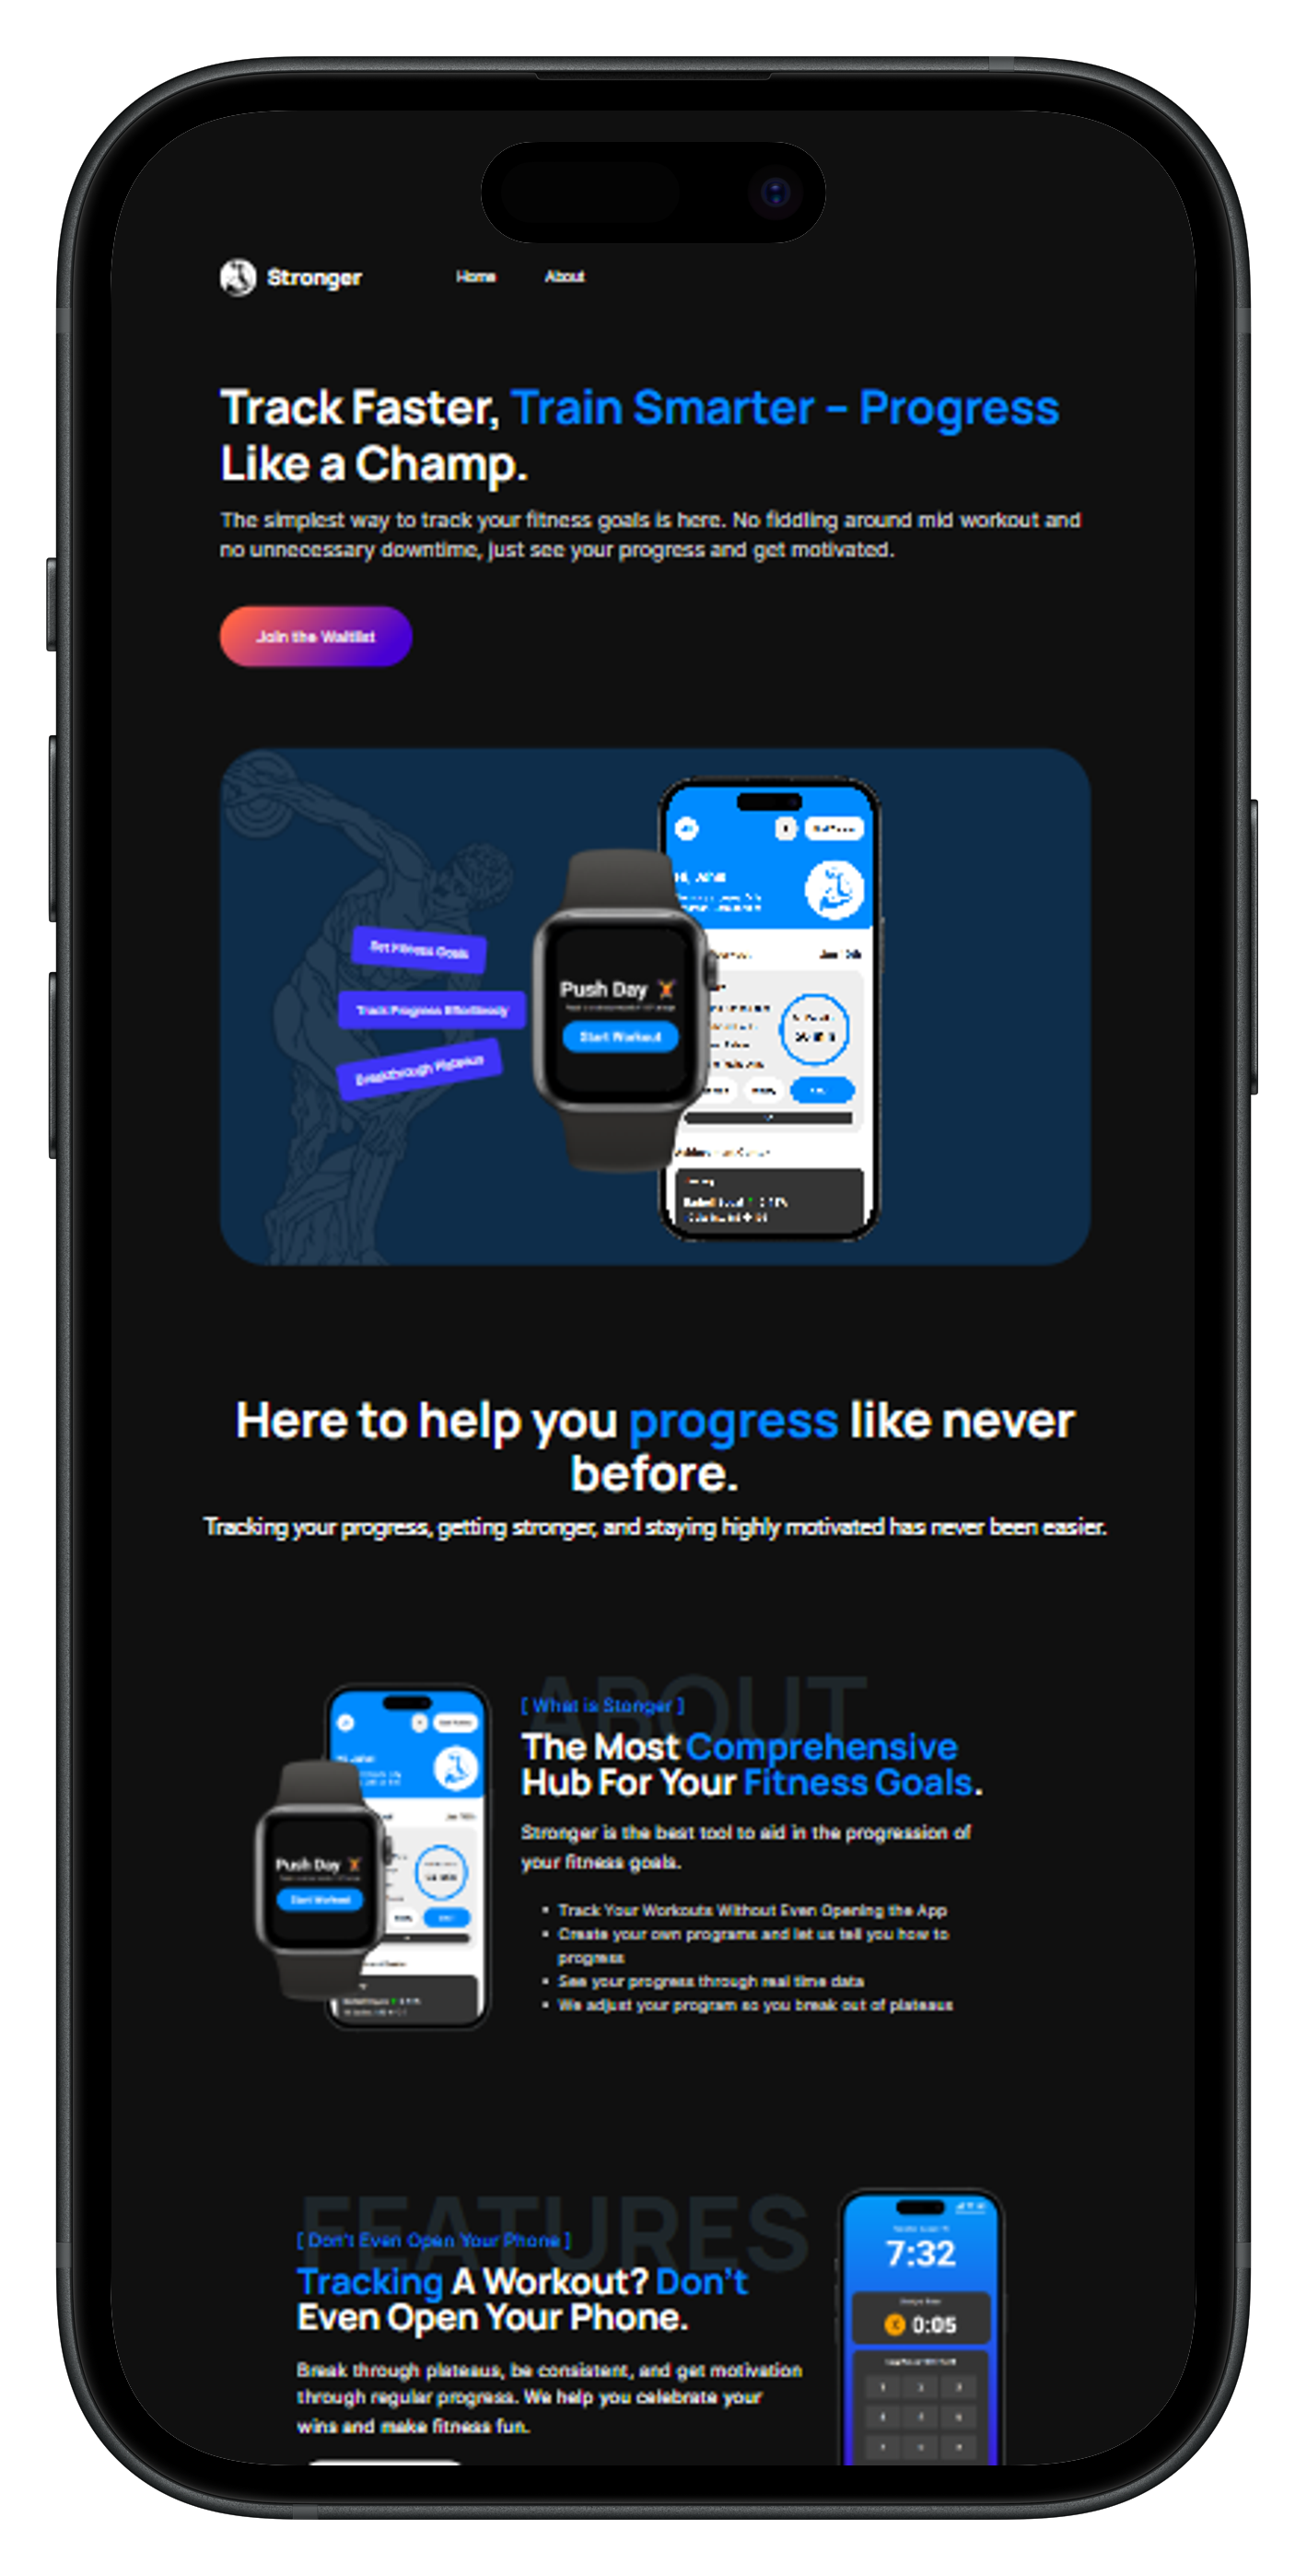 Stronger
Home
About
Track Faster, Train Smarter – Progress
Like a Champ.
The simplest way to track your fitness goals is here. No fiddling around mid workout and
no unnecessary downtime, just see your progress and get motivated.
Join the Waitlist
Set Fitness Goals
Track Progress Effortlessly
Breakthrough Plateaus
Push Day
Start Workout
Here to help you progress like never
before.
Tracking your progress, getting stronger, and staying highly motivated has never been easier.
ABOUT
[ What is Stonger ]
The Most Comprehensive
Hub For Your Fitness Goals.
Stronger is the best tool to aid in the progression of
your fitness goals.
• Track Your Workouts Without Even Opening the App
• Create your own programs and let us tell you how to
progress
• See your progress through real time data
• We adjust your program so you break out of plateaus
Push Day
Start Workout
FEATURES
[ Don't Even Open Your Phone ]
Tracking A Workout? Don't
Even Open Your Phone.
Break through plateaus, be consistent, and get motivation
through regular progress. We help you celebrate your
wins and make fitness fun.
7:32
0:05